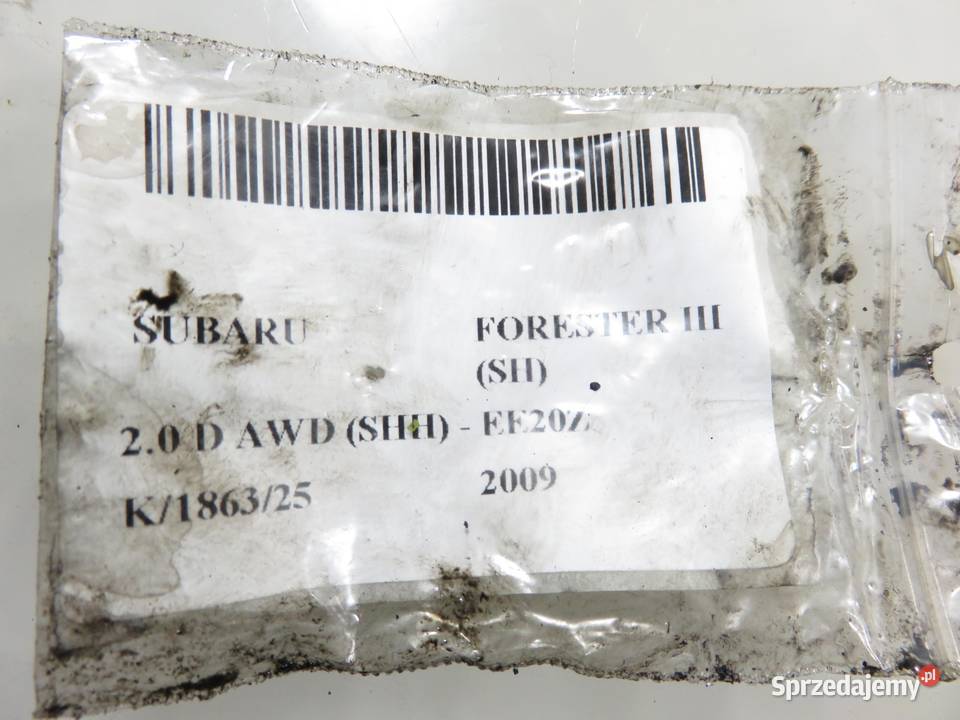 SUBARU FORESTER III
(SH)
2.0 D AWD (SHH) - EE20Z
K/1863/25 2009
Sprzedajemy.pl